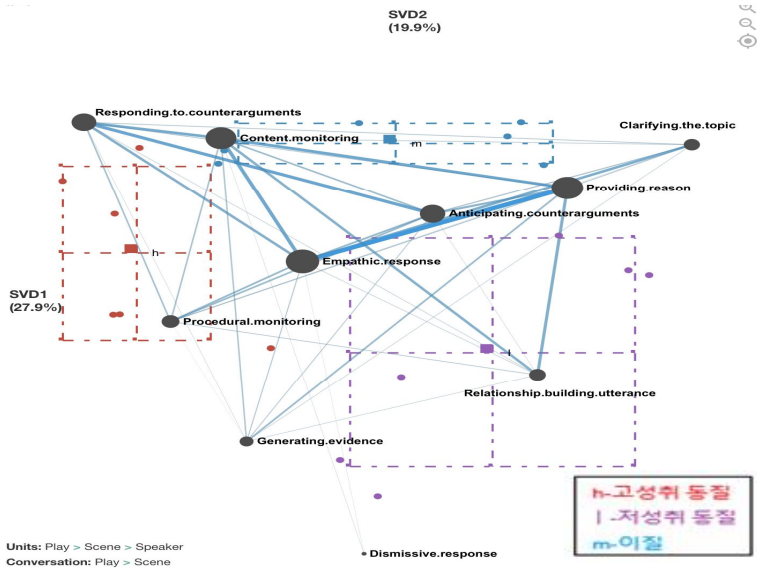 SVD2
(19.9%)
Responding.to.counterarguments
Clarifying.the.topic
Content.monitoring
m
Providing.reason
Anticipating.counterarguments
h
Empathic.response
SVD1
(27.9%)
Procedural.monitoring
l
Relationship.building.utterance
Generating.evidence
h-고성취 동질
l-저성취 동질
m-이질
Dismissive.response
Units: Play > Scene > Speaker
Conversation: Play > Scene